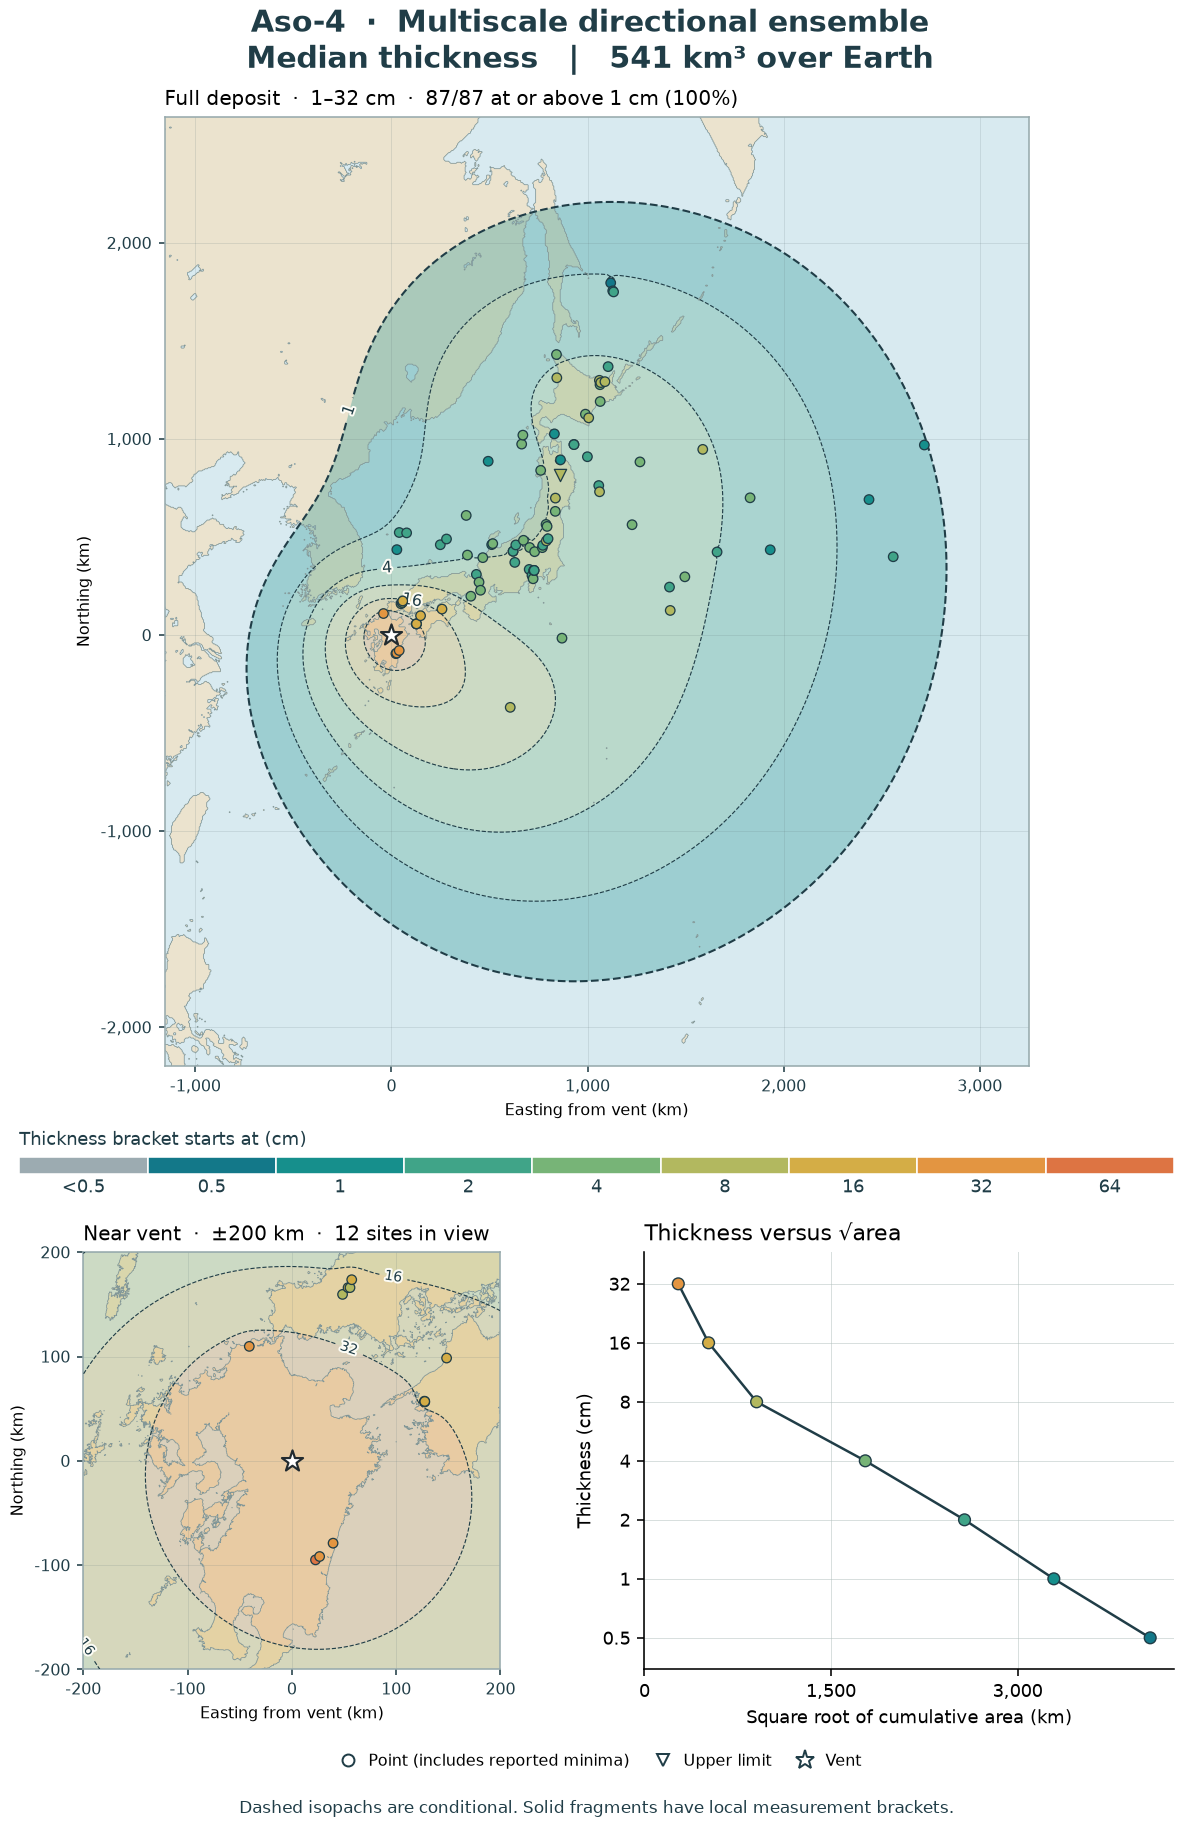 Aso-4 · Multiscale directional ensemble
Median thickness | 541 km³ over Earth
Full deposit · 1–32 cm · 87/87 at or above 1 cm (100%)
2,000
1,000
0
-1,000
-2,000
Northing (km)
1
4
16
-1,000 0 1,000 2,000 3,000
Easting from vent (km)
Thickness bracket starts at (cm)
<0.5 0.5 1 2 4 8 16 32 64
Near vent · ±200 km · 12 sites in view
200
100
0
-100
-200
Northing (km)
16
32
16
-200 -100 0 100 200
Easting from vent (km)
Thickness versus √area
32
16
8
4
2
1
0.5
Thickness (cm)
0 1,500 3,000
Square root of cumulative area (km)
Point (includes reported minima) Upper limit Vent
Dashed isopachs are conditional. Solid fragments have local measurement brackets.